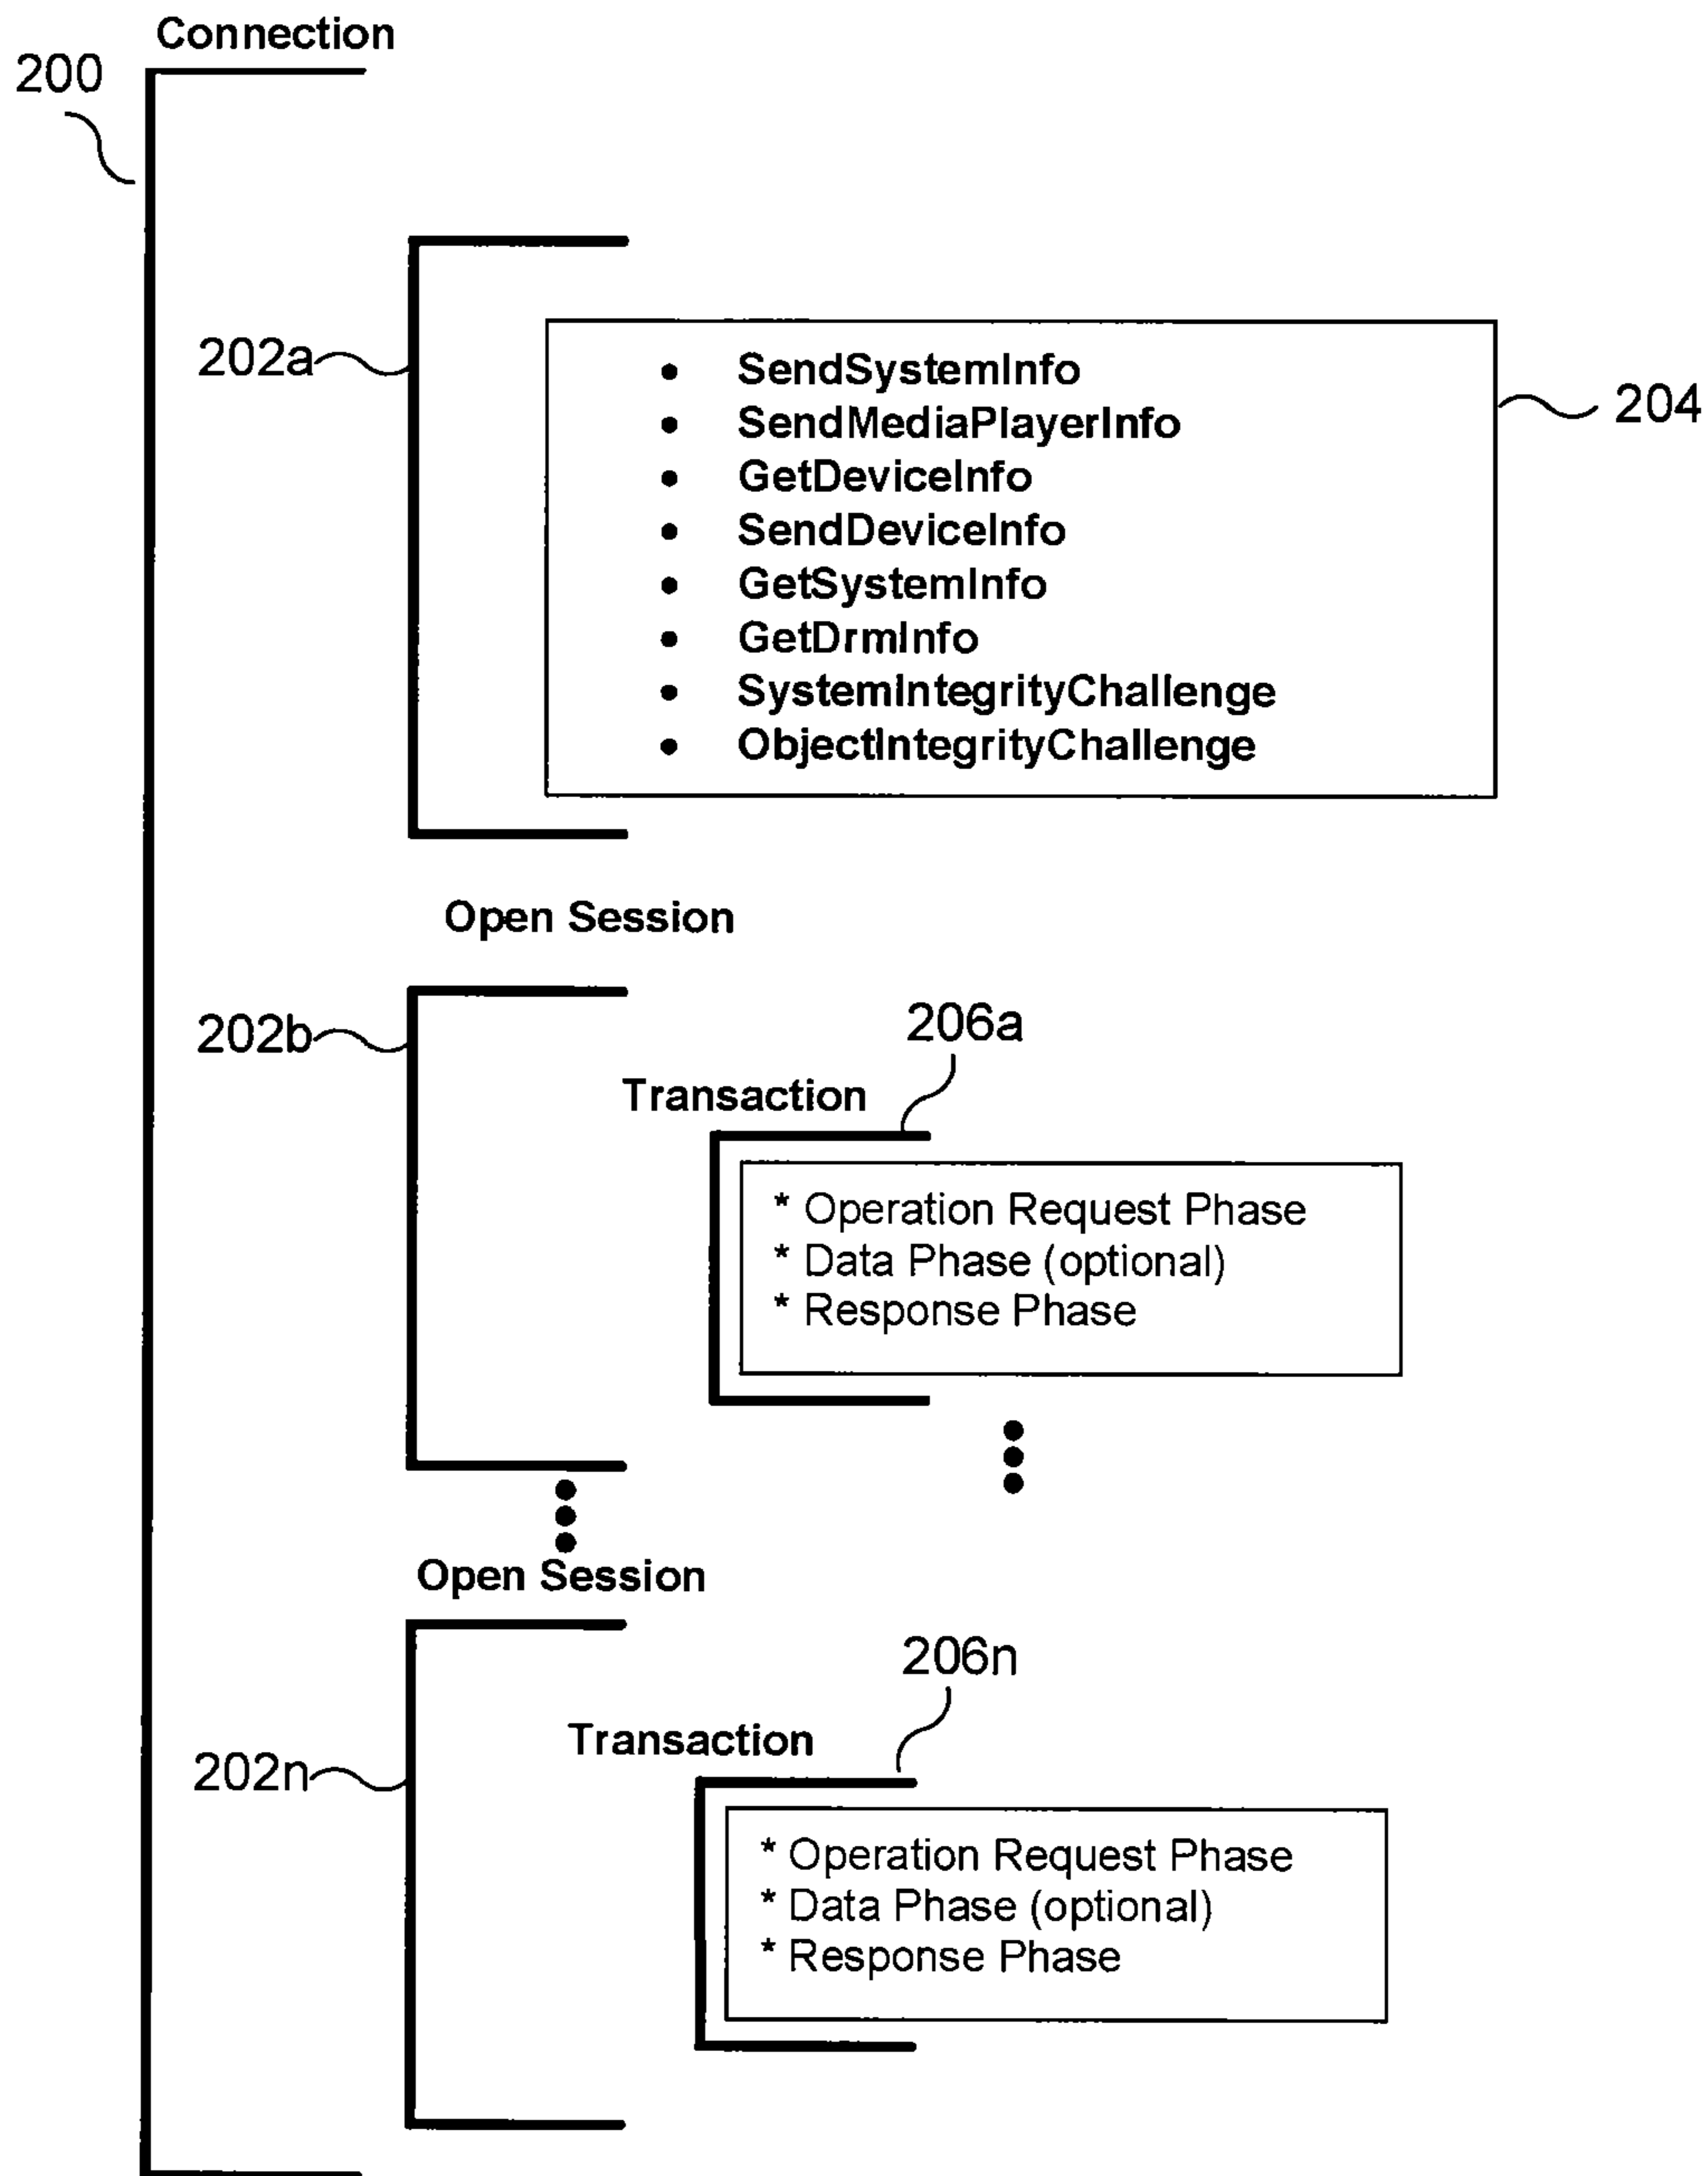 Connection
200
202a
• SendSystemInfo
• SendMediaPlayerInfo
• GetDeviceInfo
• SendDeviceInfo
• GetSystemInfo
• GetDrmInfo
• SystemIntegrityChallenge
• ObjectIntegrityChallenge
204
Open Session
202b
206a
Transaction
* Operation Request Phase
* Data Phase (optional)
* Response Phase
Open Session
206n
Transaction
202n
* Operation Request Phase
* Data Phase (optional)
* Response Phase